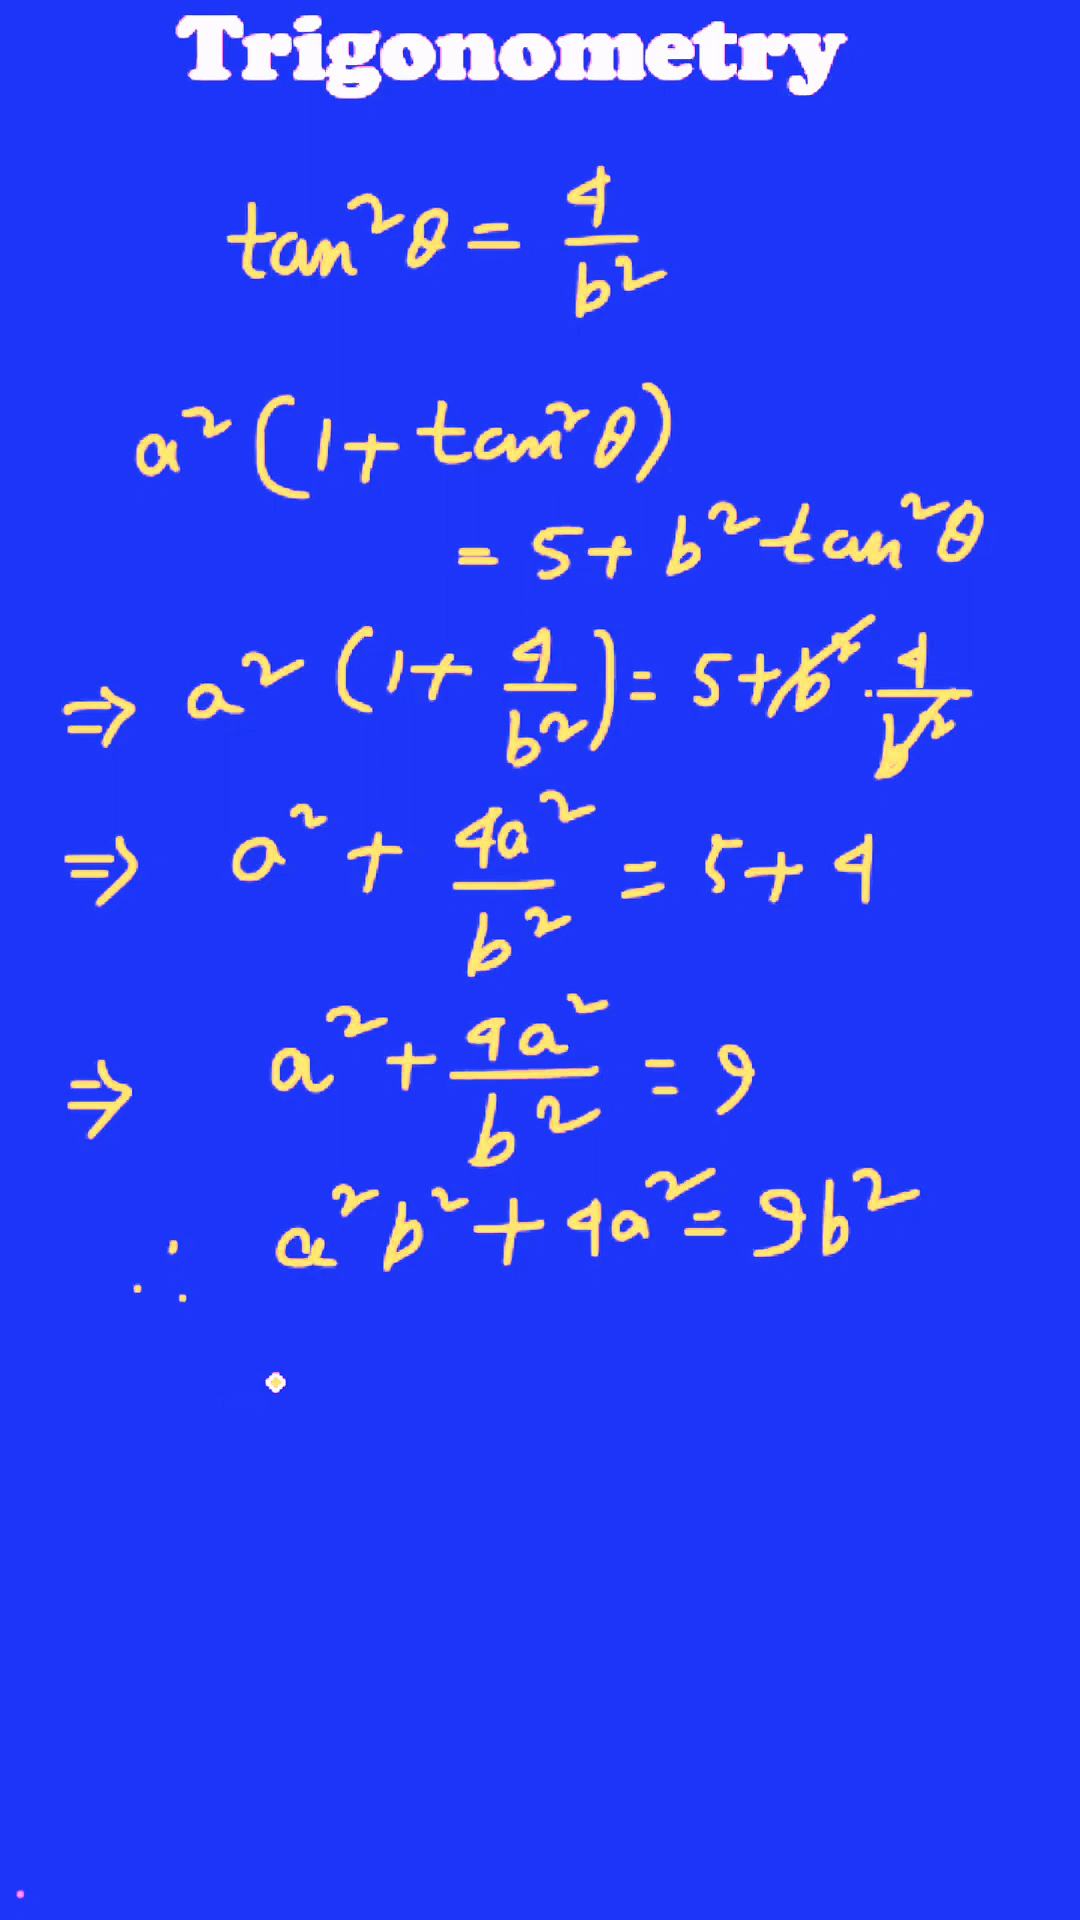 Trigonometry
tan²θ = 4/b²
a²(1+tan²θ)
= 5+b²tan²θ
⇒ a²(1+4/b²) = 5+b²·4/b²
⇒ a² + 4a²/b² = 5+4
⇒ a² + 4a²/b² = 9
∴ a²b² + 4a² = 9b²